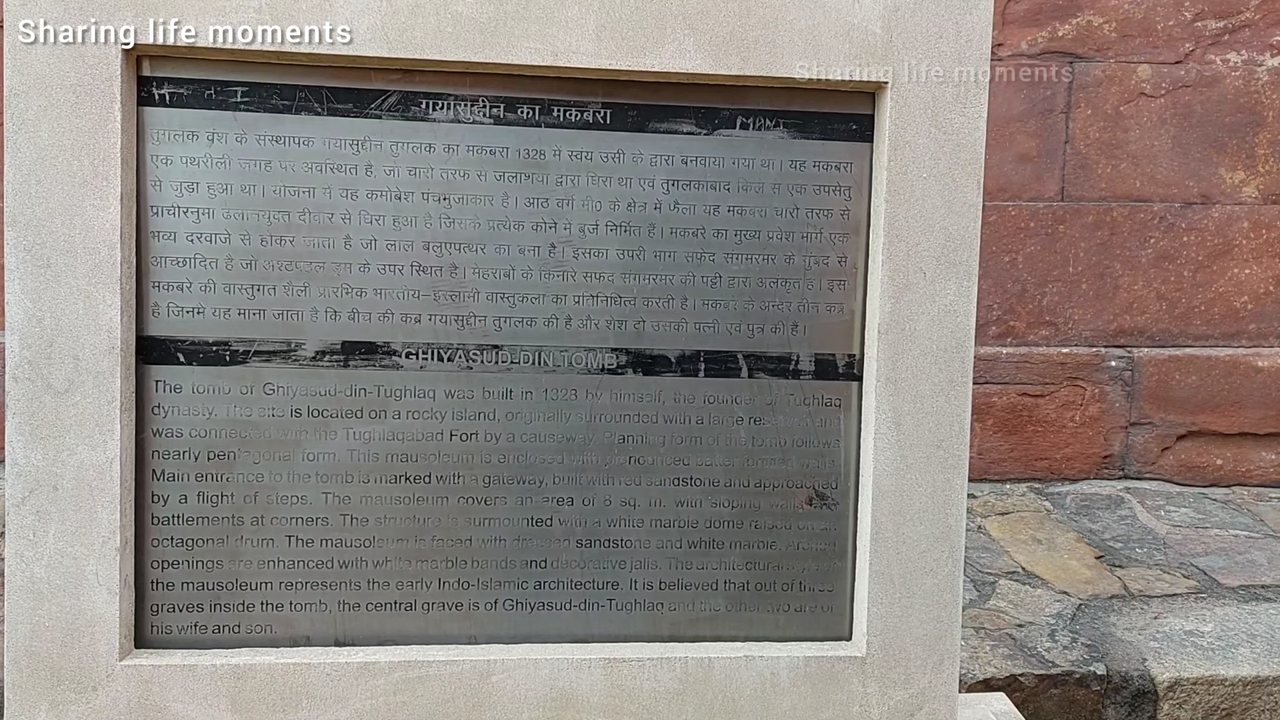 Sharing life moments
Sharing life moments
गयासुद्दीन का मकबरा
MANI
तुगलक वंश के संस्थापक गयासुद्दीन तुगलक का मकबरा 1328 में स्वंय उसी के द्वारा बनवाया गया था। यह मकबरा
एक पथरीली जगह पर अवस्थित है, जो चारो तरफ से जलाशयों द्वारा घिरा था एवं तुगलकाबाद किले से एक उपसेतु
से जुड़ा हुआ था। योजना में यह कमोबेश पंचभुजाकार है। आठ वर्ग मी0 के क्षेत्र में फैला यह मकबरा चारो तरफ से
प्राचीरनुमा ढलानयुक्त दीवार से घिरा हुआ है जिसके प्रत्येक कोने में बुर्ज निर्मित हैं। मकबरे का मुख्य प्रवेश मार्ग एक
भव्य दरवाजे से होकर जाता है जो लाल बलुएपत्थर का बना है। इसका उपरी भाग सफेद संगमरमर के गुंबद से
आच्छादित है जो के उपर स्थित है। मेहराबों के किनारे सफेद संगमरमर की पट्टी द्वारा अलंकृत है। इस
मकबरे की वास्तुगत शैली प्रारंभिक भारतीय–इस्लामी वास्तुकला का प्रतिनिधित्व करती है। मकबरे के अन्दर तीन कब्र
है जिनमे यह माना जाता है कि बीच की कब्र गयासुद्दीन तुगलक की है और शेश दो उसकी पत्नी एवं पुत्र की हैं।
GHIYASUD-DIN TOMB
The tomb of Ghiyasud-din-Tughlaq was built in 1328 by himself, the founder of Tughlaq
dynasty. The site is located on a rocky island, originally surrounded with a large reservoir and
was connected with the Tughlaqabad Fort by a causeway. Planning form of the tomb follows
nearly pentagonal form. This mausoleum is enclosed with pronounced batter formed walls.
Main entrance to the tomb is marked with a gateway, built with red sandstone and approached
by a flight of steps. The mausoleum covers an area of 8 sq. m. with sloping walls and
battlements at corners. The structure is surmounted with a white marble dome raised on an
octagonal drum. The mausoleum is faced with dressed sandstone and white marble. Arched
openings are enhanced with white marble bands and decorative jalis. The architectural style of
the mausoleum represents the early Indo-Islamic architecture. It is believed that out of three
graves inside the tomb, the central grave is of Ghiyasud-din-Tughlaq and the other two are of
his wife and son.